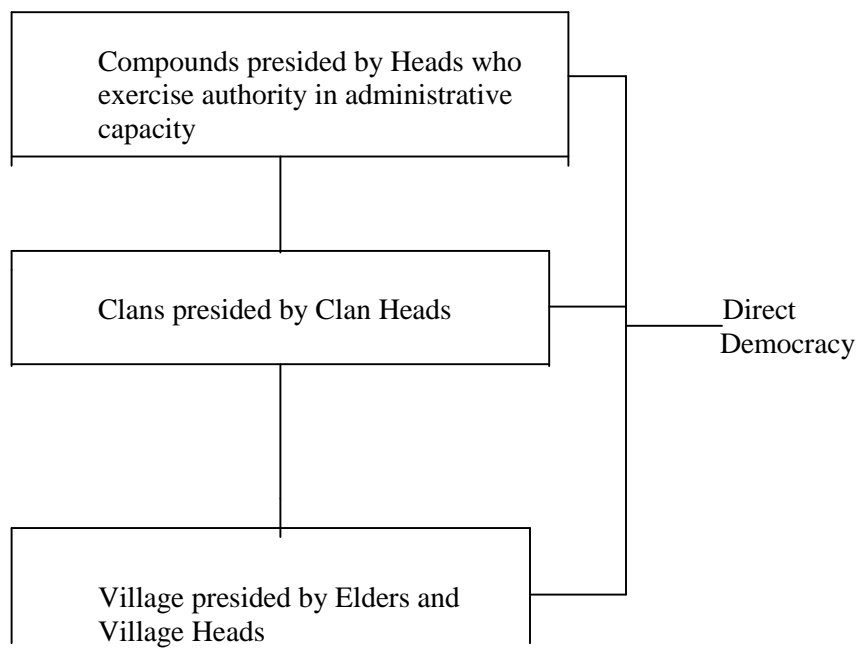 Compounds presided by Heads who
exercise authority in administrative
capacity
Clans presided by Clan Heads
Direct
Democracy
Village presided by Elders and
Village Heads